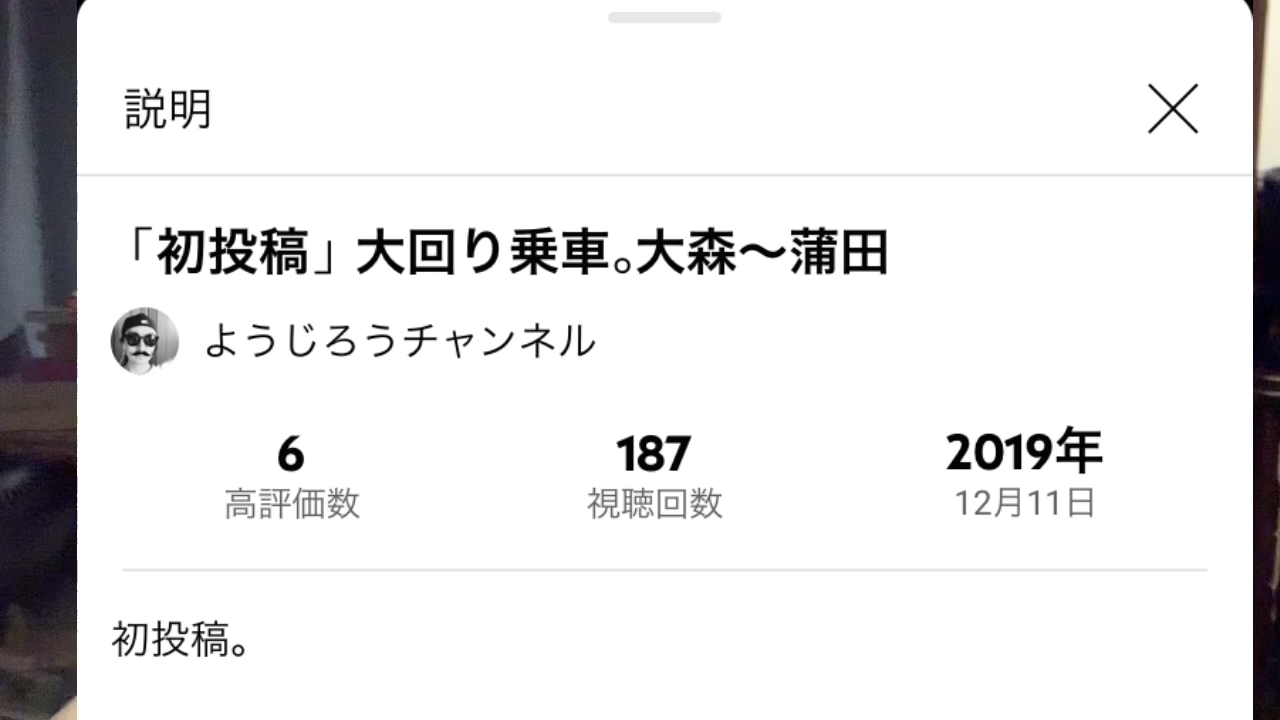 説明
「初投稿」大回り乗車。大森～蒲田
ようじろうチャンネル
6 187 2019年
高評価数 視聴回数 12月11日
初投稿。